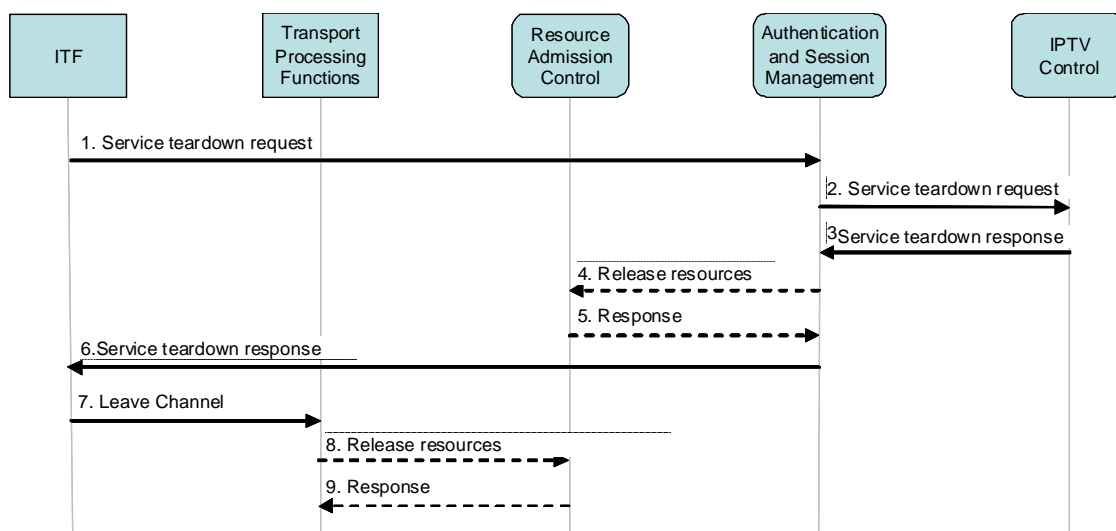 ITF
Transport
Processing
Functions
Resource
Admission
Control
Authentication
and Session
Management
IPTV
Control
1. Service teardown request
2. Service teardown request
3Service teardown response
4. Release resources
5. Response
6.Service teardown response
7. Leave Channel
8. Release resources
9. Response